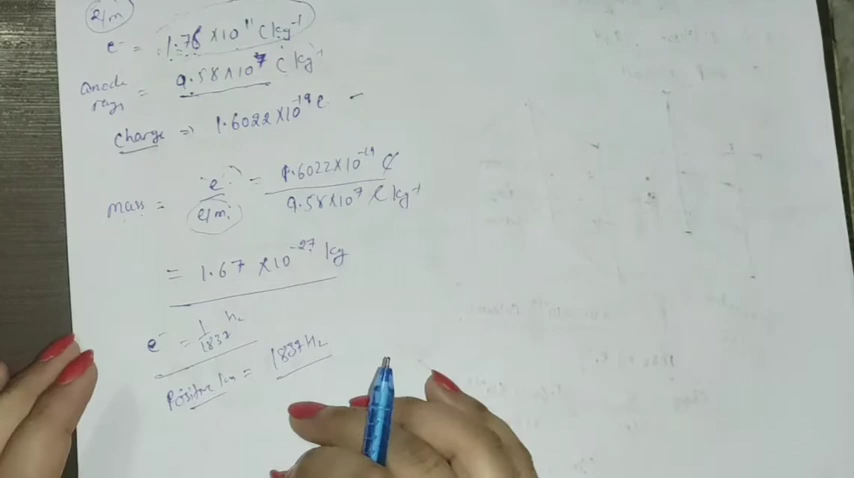 e/m
e⁻ = 1.76 × 10¹¹ C kg⁻¹
anode rays = 9.58 × 10⁷ C kg⁻¹
Charge ⇒ 1.6022 × 10⁻¹⁹ C
mass = e / e/m = 1.6022 × 10⁻¹⁹ C / 9.58 × 10⁷ C kg⁻¹
= 1.67 × 10⁻²⁷ kg
e⁻ = 1/1837 H₂
Positive Ion = 1837 H₂